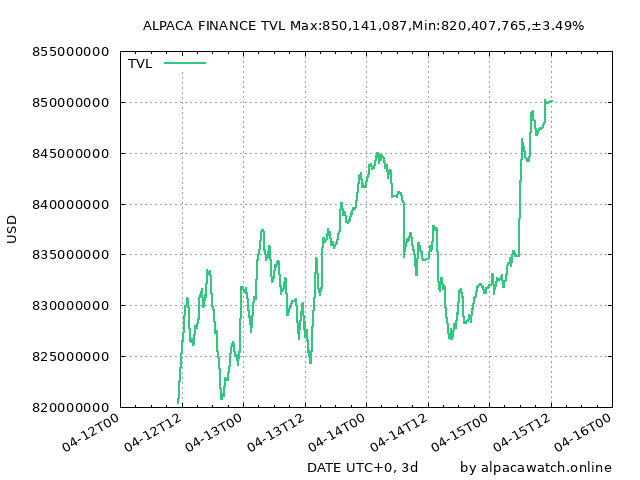 ALPACA FINANCE TVL Max:850,141,087,Min:820,407,765,±3.49%
855000000
TVL
850000000
845000000
840000000
USD
835000000
830000000
825000000
820000000
04-12T00
04-12T12
04-13T00
04-13T12
04-14T00
04-14T12
04-15T00
04-15T12
04-16T00
DATE UTC+0, 3d
by alpacawatch.online